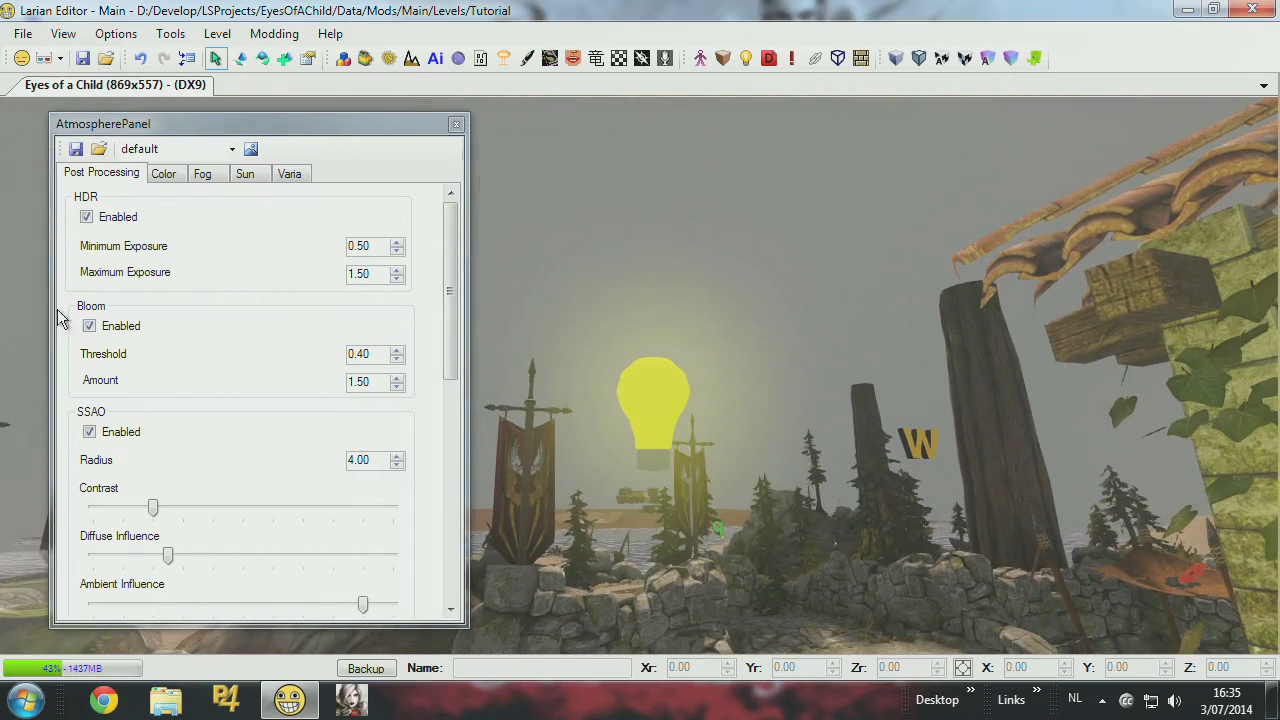 Larian Editor - Main - D:/Develop/LSProjects/EyesOfAChild/Data/Mods/Main/Levels/Tutorial
File View Options Tools Level Modding Help
Ai 竜 D ! A A
Eyes of a Child (869x557) - (DX9)
AtmospherePanel
default
Post Processing Color Fog Sun Varia
HDR
Enabled
Minimum Exposure 0.50
Maximum Exposure 1.50
Bloom
Enabled
Threshold 0.40
Amount 1.50
SSAO
Enabled
Radius 4.00
Contrast
Diffuse Influence
Ambient Influence
W
43% - 1437MB Backup Name: Xr: 0.00 Yr: 0.00 Zr: 0.00 X: 0.00 Y: 0.00 Z: 0.00
P4 Desktop » Links » NL 16:35
3/07/2014